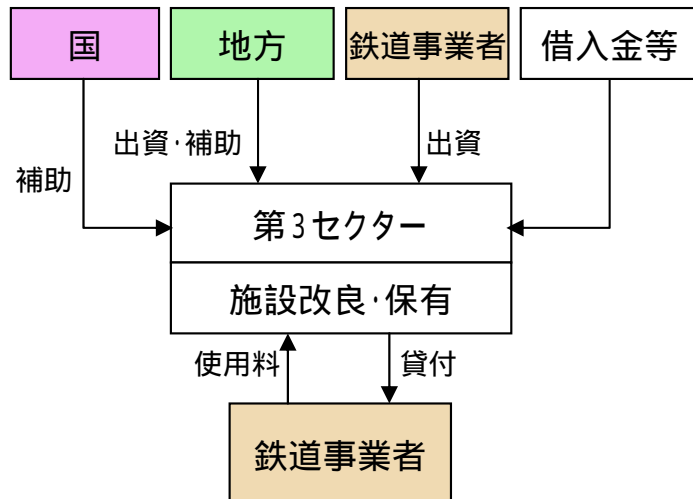 国
地方
鉄道事業者
借入金等
出資・補助
出資
補助
第3セクター
施設改良・保有
使用料
貸付
鉄道事業者